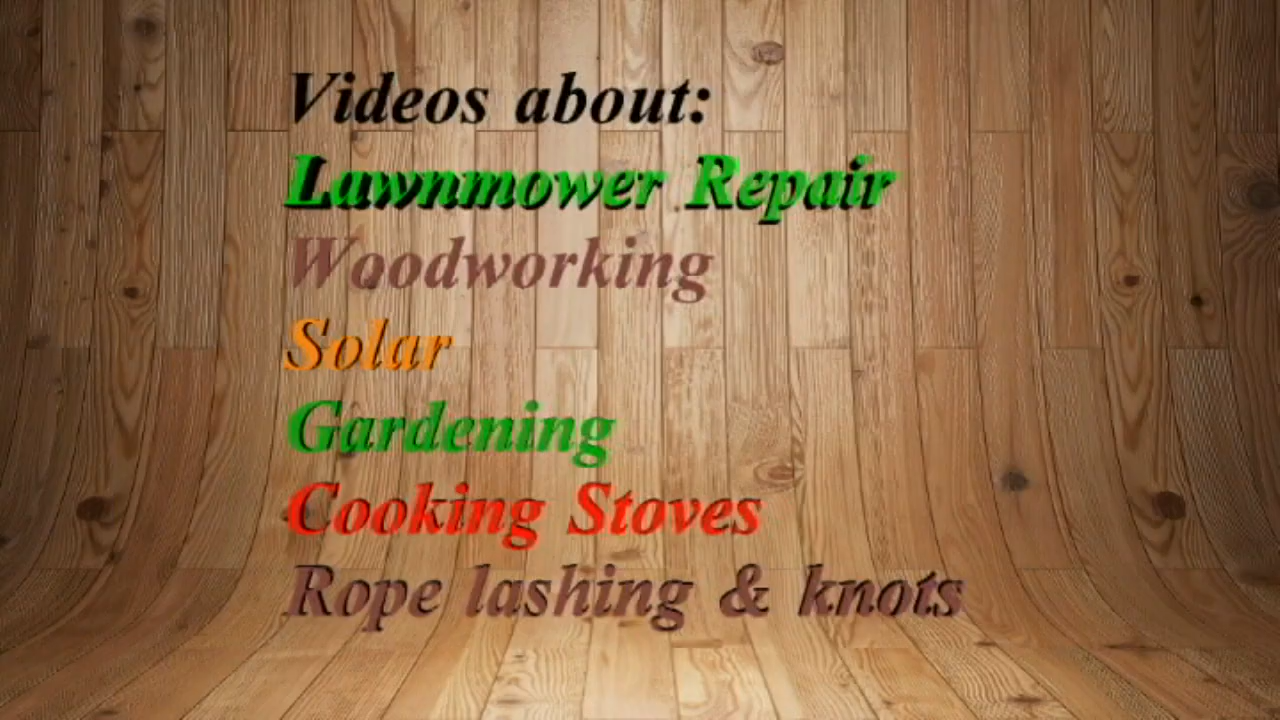 Videos about:
Lawnmower Repair
Woodworking
Solar
Gardening
Cooking Stoves
Rope lashing & knots